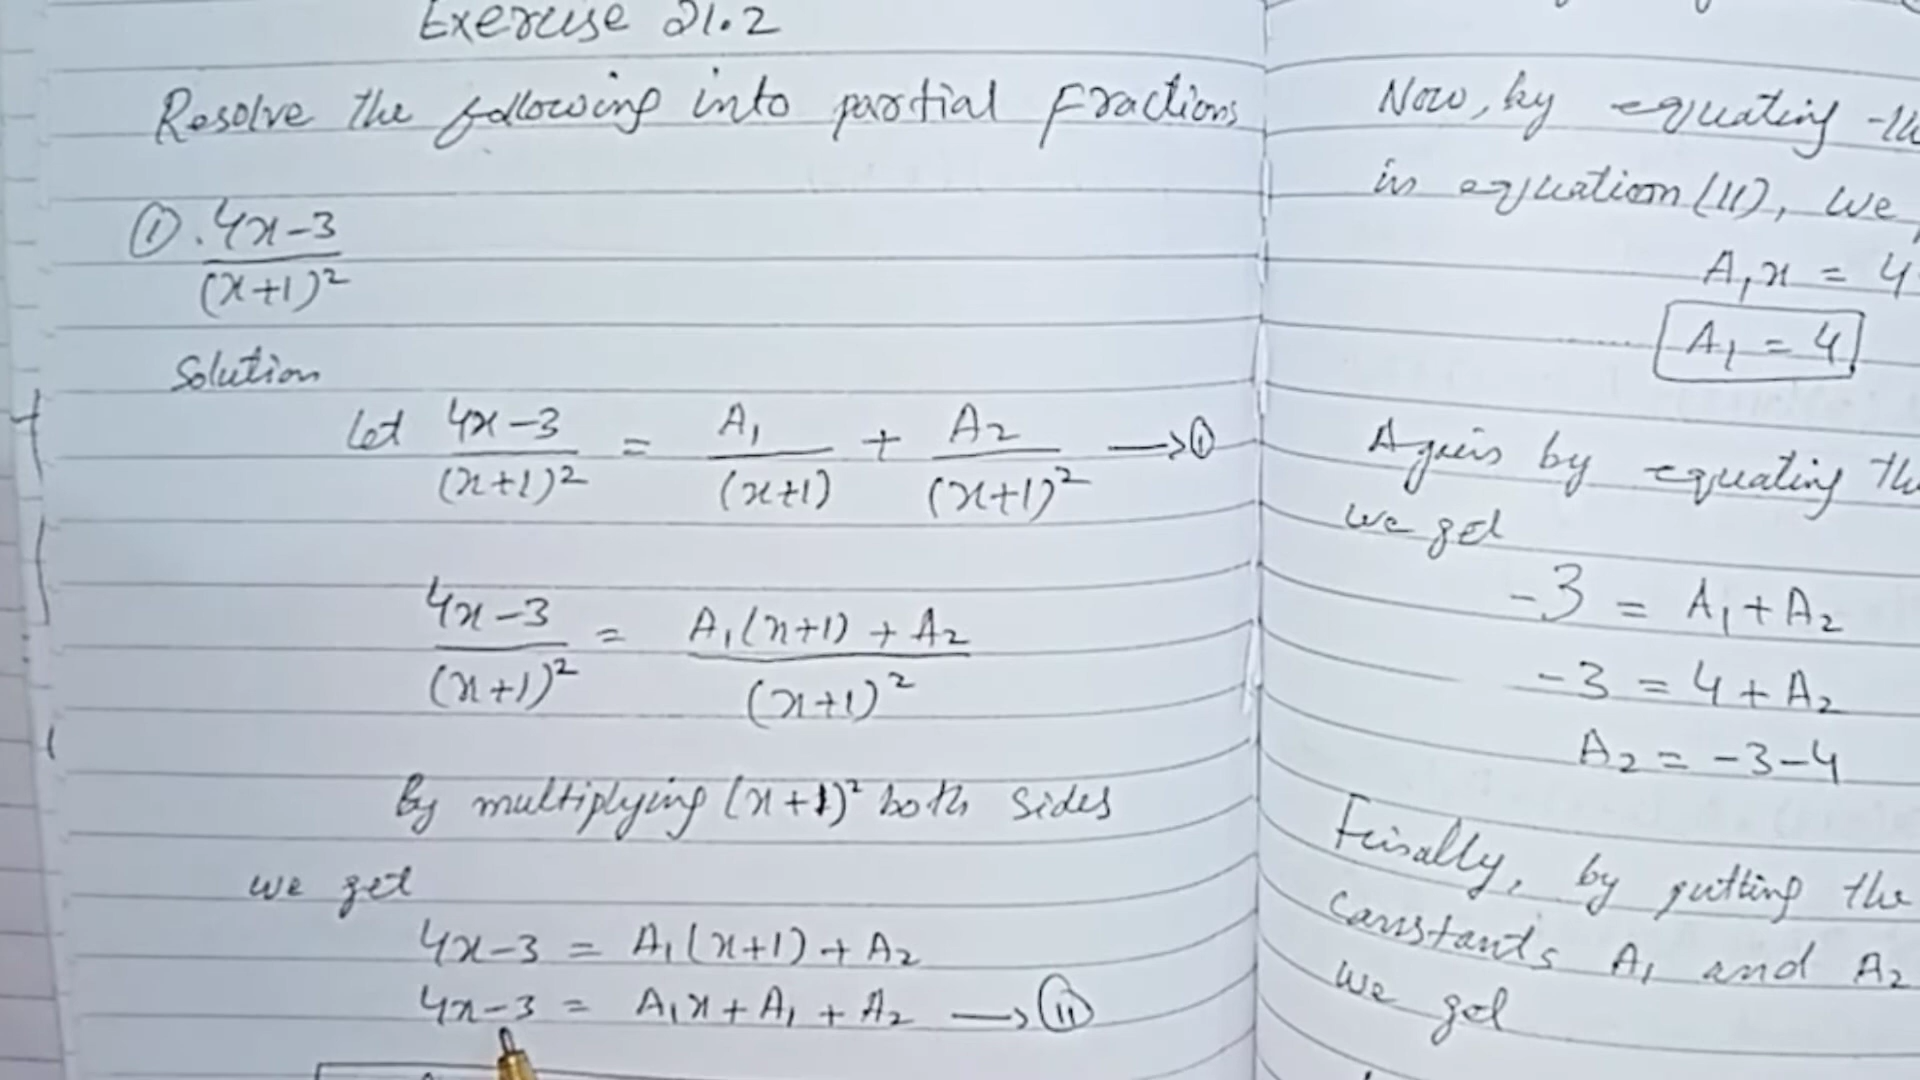 Exercise 21.2
Resolve the following into partial fractions
① . 4x-3
(x+1)²
Solution
Let 4x-3 / (x+1)² = A₁ / (x+1) + A₂ / (x+1)² → ①
4x-3 / (x+1)² = A₁(x+1) + A₂ / (x+1)²
By multiplying (x+1)² both sides
we get
4x-3 = A₁(x+1) + A₂
4x-3 = A₁x + A₁ + A₂ → (11)
Now, by equating
in equation (11), we
A₁x = 4
A₁ = 4
Again by equating the
we get
-3 = A₁ + A₂
-3 = 4 + A₂
A₂ = -3-4
Finally, by putting the
constants A₁ and A₂
we get